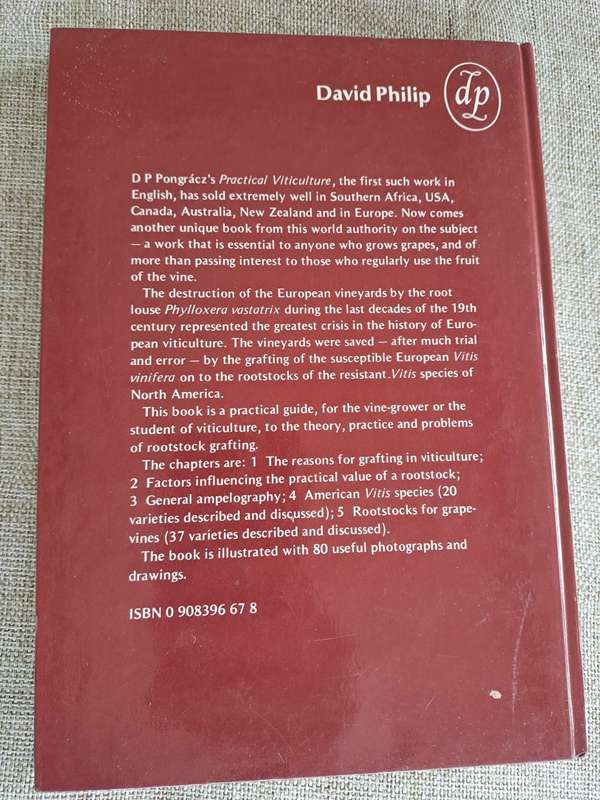 David Philip dp
D P Pongrácz's Practical Viticulture, the first such work in
English, has sold extremely well in Southern Africa, USA,
Canada, Australia, New Zealand and in Europe. Now comes
another unique book from this world authority on the subject
— a work that is essential to anyone who grows grapes, and of
more than passing interest to those who regularly use the fruit
of the vine.
The destruction of the European vineyards by the root
louse Phylloxera vastatrix during the last decades of the 19th
century represented the greatest crisis in the history of Euro-
pean viticulture. The vineyards were saved — after much trial
and error — by the grafting of the susceptible European Vitis
vinifera on to the rootstocks of the resistant Vitis species of
North America.
This book is a practical guide, for the vine-grower or the
student of viticulture, to the theory, practice and problems
of rootstock grafting.
The chapters are: 1 The reasons for grafting in viticulture;
2 Factors influencing the practical value of a rootstock;
3 General ampelography; 4 American Vitis species (20
varieties described and discussed); 5 Rootstocks for grape-
vines (37 varieties described and discussed).
The book is illustrated with 80 useful photographs and
drawings.
ISBN 0 908396 67 8